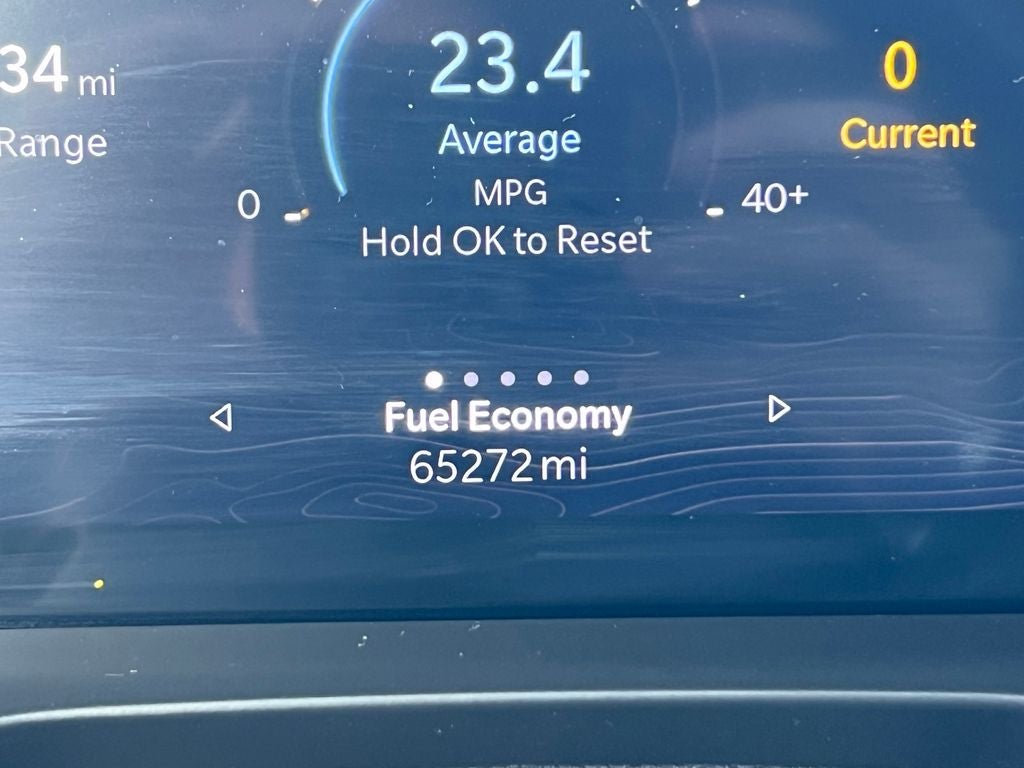 34 mi
Range
23.4
Average
MPG
Hold OK to Reset
0
40+
0
Current
Fuel Economy
65272 mi